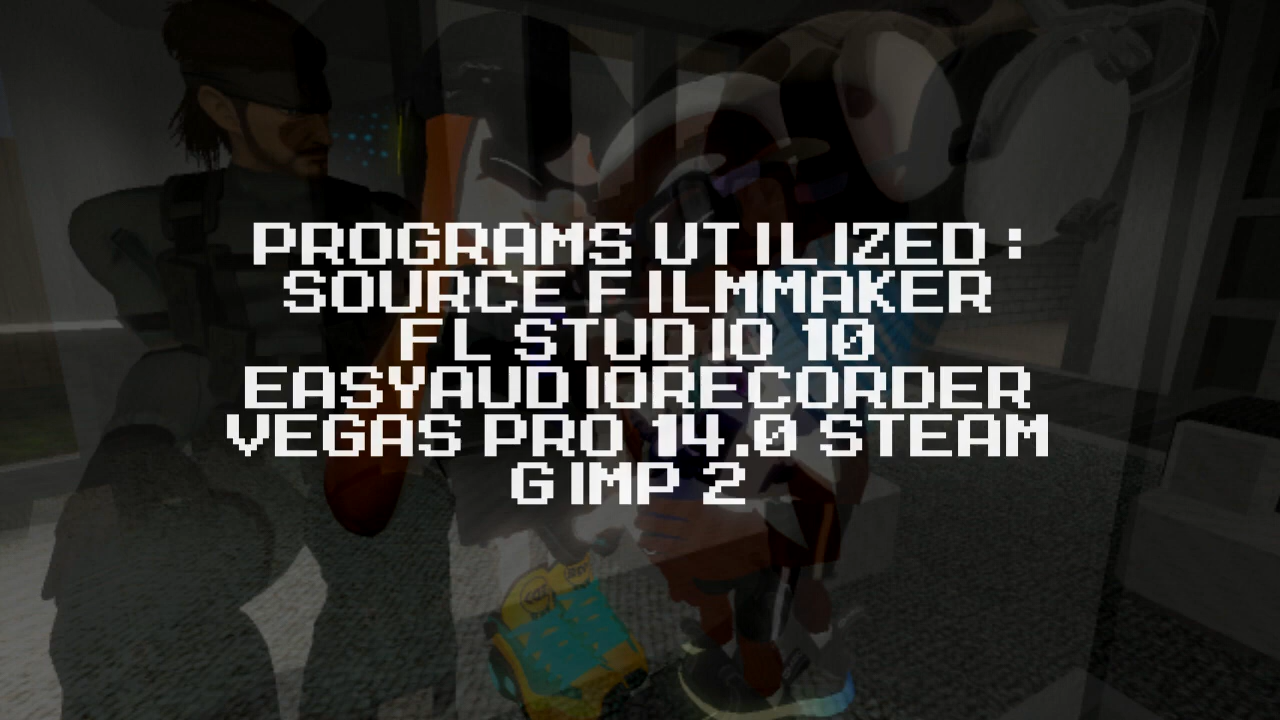 PROGRAMS UTILIZED:
SOURCE FILMMAKER
FL STUDIO 10
EASYAUDIORECORDER
VEGAS PRO 14.0 STEAM
GIMP 2